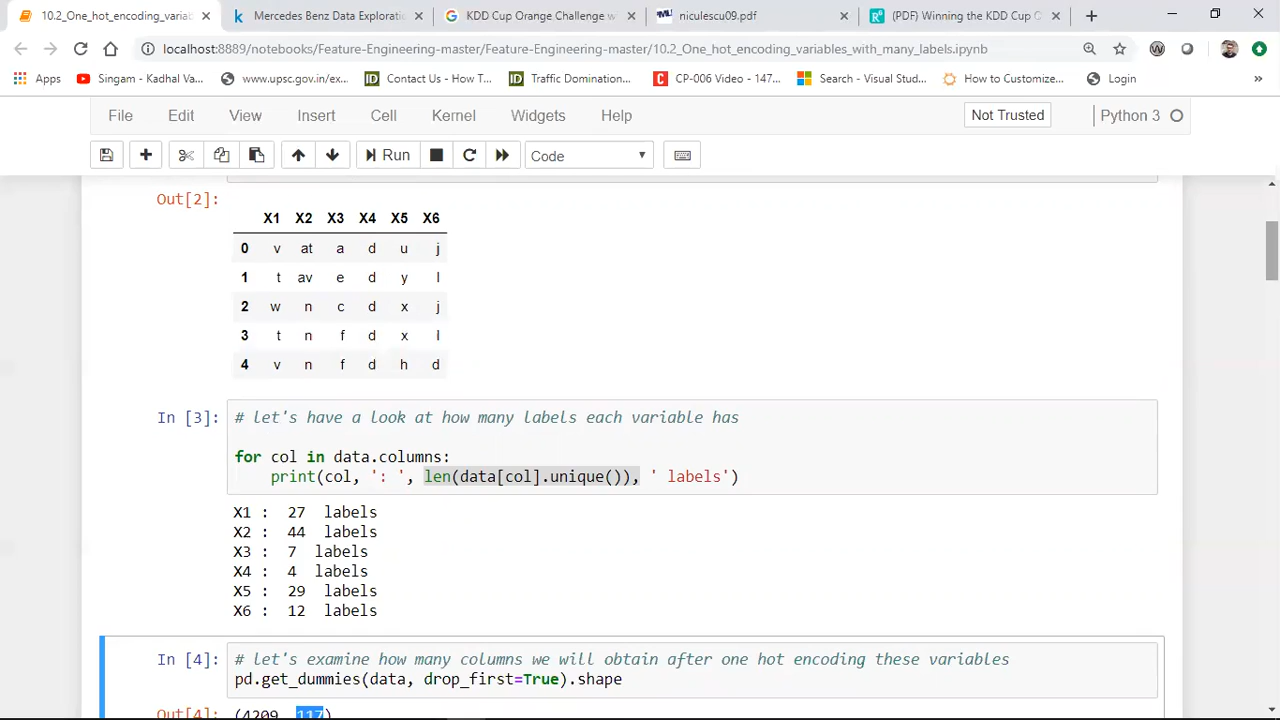 10.2_One_hot_encoding_variab
Mercedes Benz Data Explorat
KDD Cup Orange Challenge w
niculescu09.pdf
(PDF) Winning the KDD Cup O
localhost:8889/notebooks/Feature-Engineering-master/Feature-Engineering-master/10.2_One_hot_encoding_variables_with_many_labels.ipynb
Apps Singam - Kadhal Va... www.upsc.gov.in/ex... Contact Us - How T... Traffic Domination... CP-006 Video - 147... Search - Visual Stud... How to Customize... Login
File Edit View Insert Cell Kernel Widgets Help Not Trusted Python 3
Run Code
Out[2]:
X1 X2 X3 X4 X5 X6
0 v at a d u j
1 t av e d y l
2 w n c d x j
3 t n f d x l
4 v n f d h d
In [3]: # let's have a look at how many labels each variable has
for col in data.columns:
print(col, ': ', len(data[col].unique()), ' labels')
X1 : 27 labels
X2 : 44 labels
X3 : 7 labels
X4 : 4 labels
X5 : 29 labels
X6 : 12 labels
In [4]: # let's examine how many columns we will obtain after one hot encoding these variables
pd.get_dummies(data, drop_first=True).shape
Out[4]: (4209, 117)